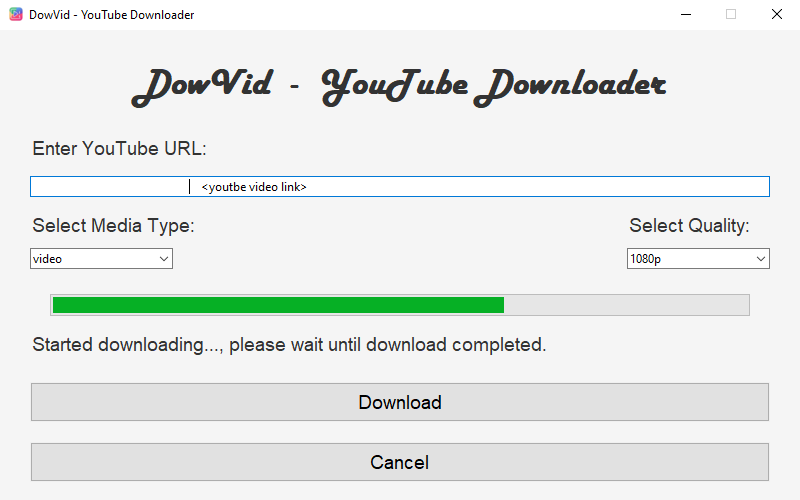 DowVid - YouTube Downloader
DowVid - YouTube Downloader
Enter YouTube URL:
<youtbe video link>
Select Media Type: Select Quality:
video 1080p
Started downloading..., please wait until download completed.
Download
Cancel